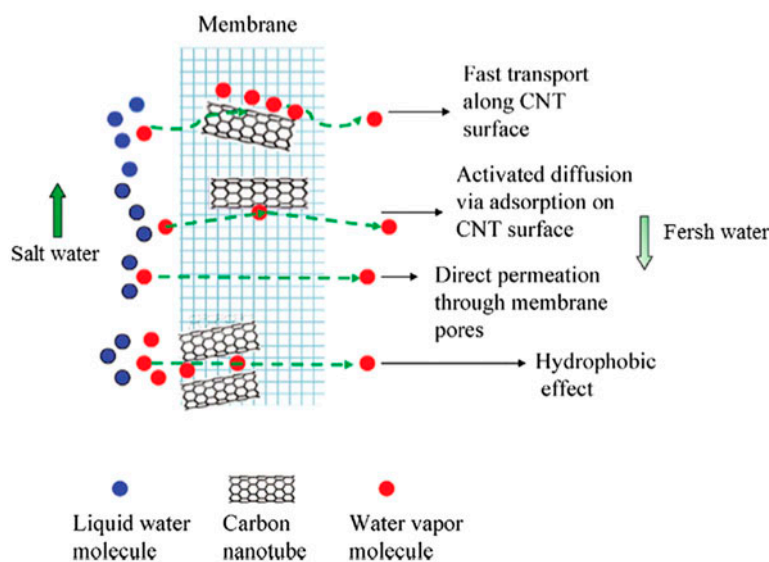 Membrane
Fast transport
along CNT
surface
Activated diffusion
via adsorption on
CNT surface
Salt water
Fersh water
Direct permeation
through membrane
pores
Hydrophobic
effect
Liquid water
molecule
Carbon
nanotube
Water vapor
molecule